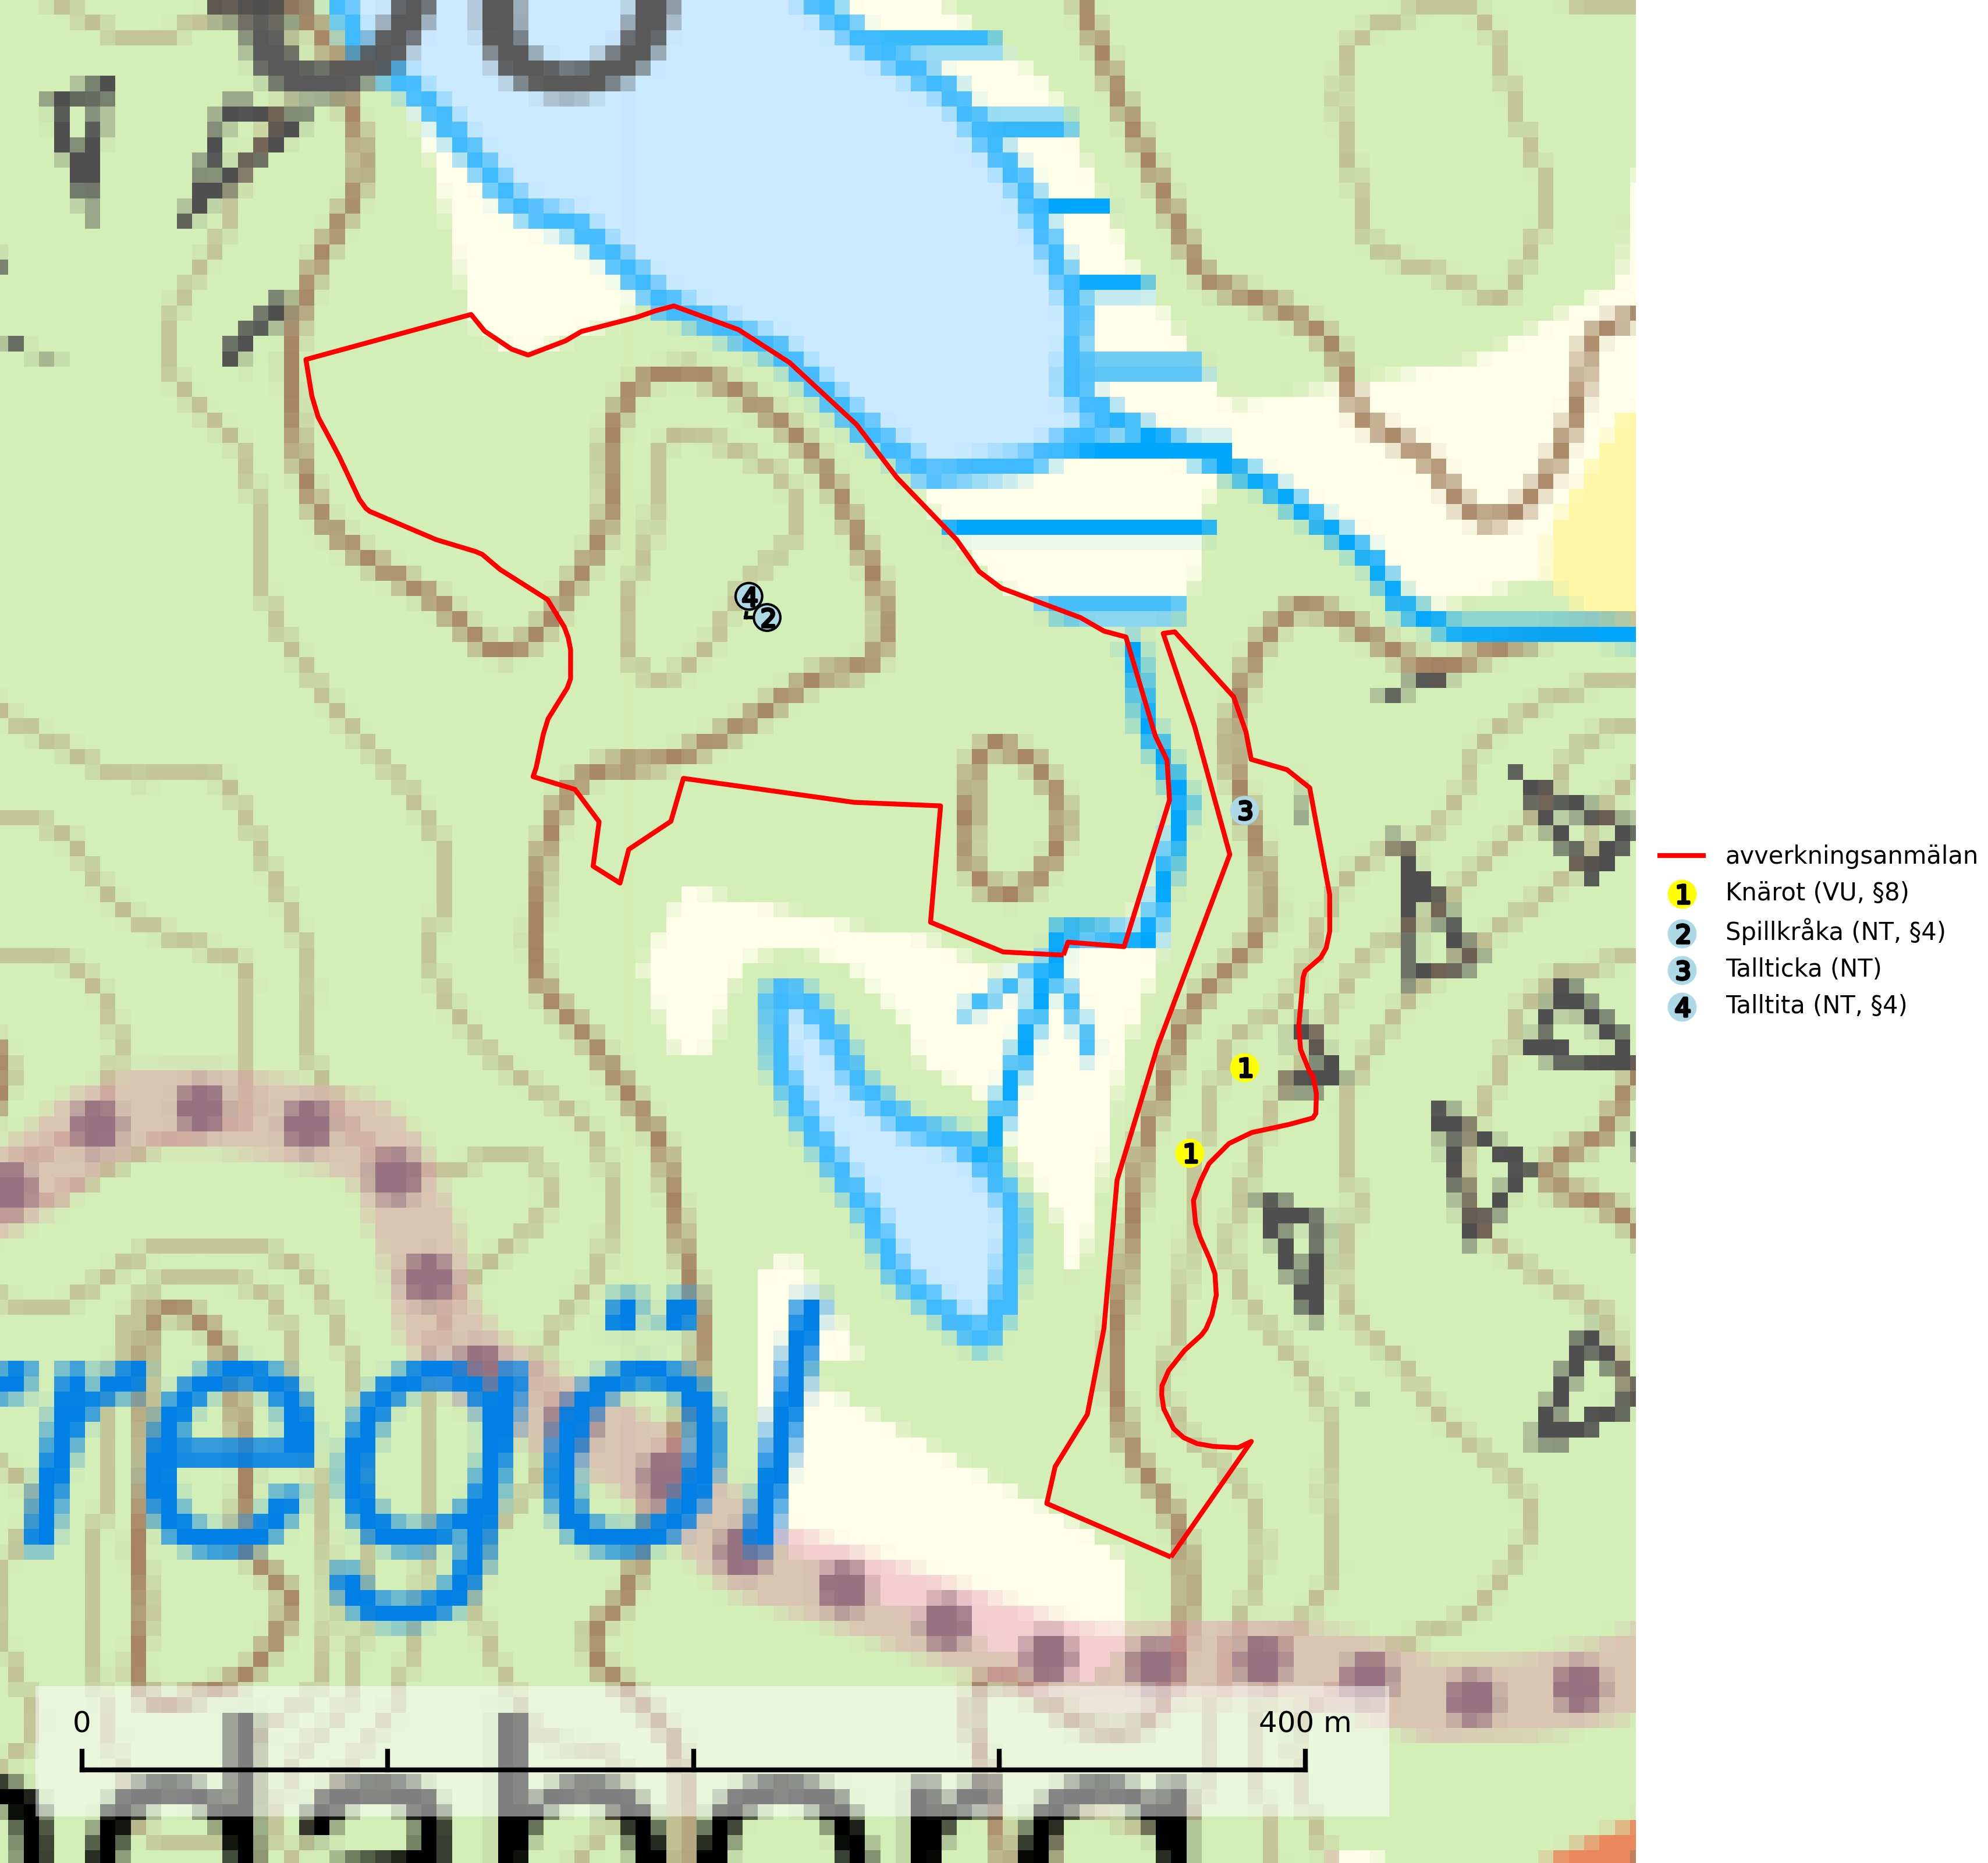 4
2
3
1
1
avverkningsanmälan
1 Knärot (VU, §8)
2 Spillkråka (NT, §4)
3 Tallticka (NT)
4 Talltita (NT, §4)
regöl
0 400 m